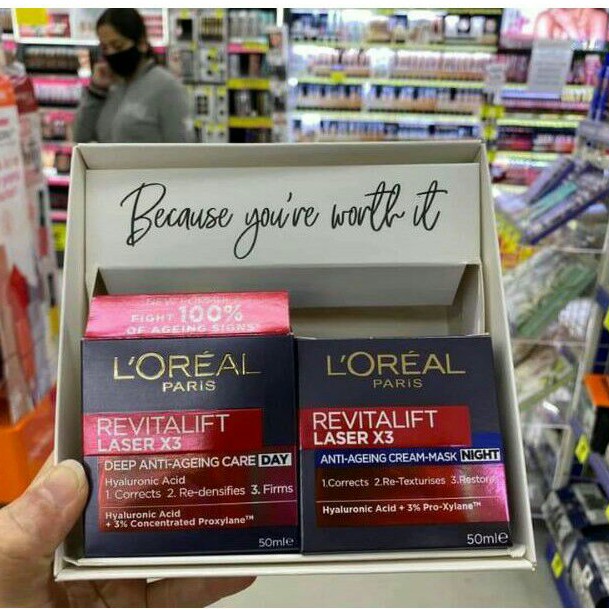 Because you're worth it
NEW FORMULA
FIGHT 100%
OF AGEING SIGNS
L'ORÉAL
PARIS
REVITALIFT
LASER X3
DEEP ANTI-AGEING CARE DAY
Hyaluronic Acid
1. Corrects 2. Re-densifies 3. Firms
Hyaluronic Acid
+ 3% Concentrated Proxylane™
50ml℮
L'ORÉAL
PARIS
REVITALIFT
LASER X3
ANTI-AGEING CREAM-MASK NIGHT
1.Corrects 2.Re-Texturises 3.Restores
Hyaluronic Acid + 3% Pro-Xylane™
50ml℮